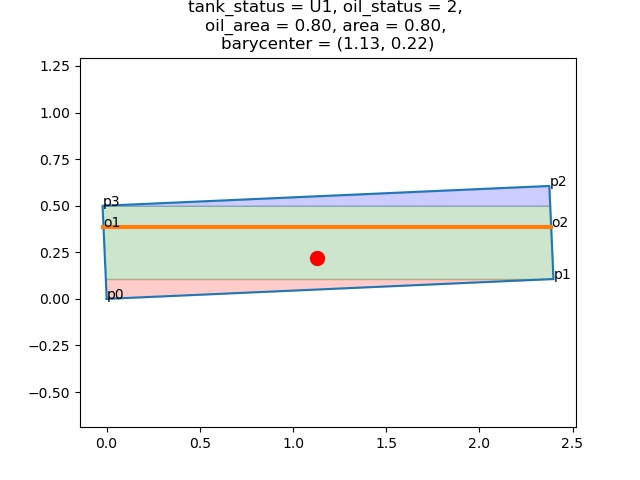 tank_status = U1, oil_status = 2,
oil_area = 0.80, area = 0.80,
barycenter = (1.13, 0.22)
1.25
1.00
0.75
0.50
0.25
0.00
−0.25
−0.50
p3
p2
o1
o2
p1
p0
0.0
0.5
1.0
1.5
2.0
2.5